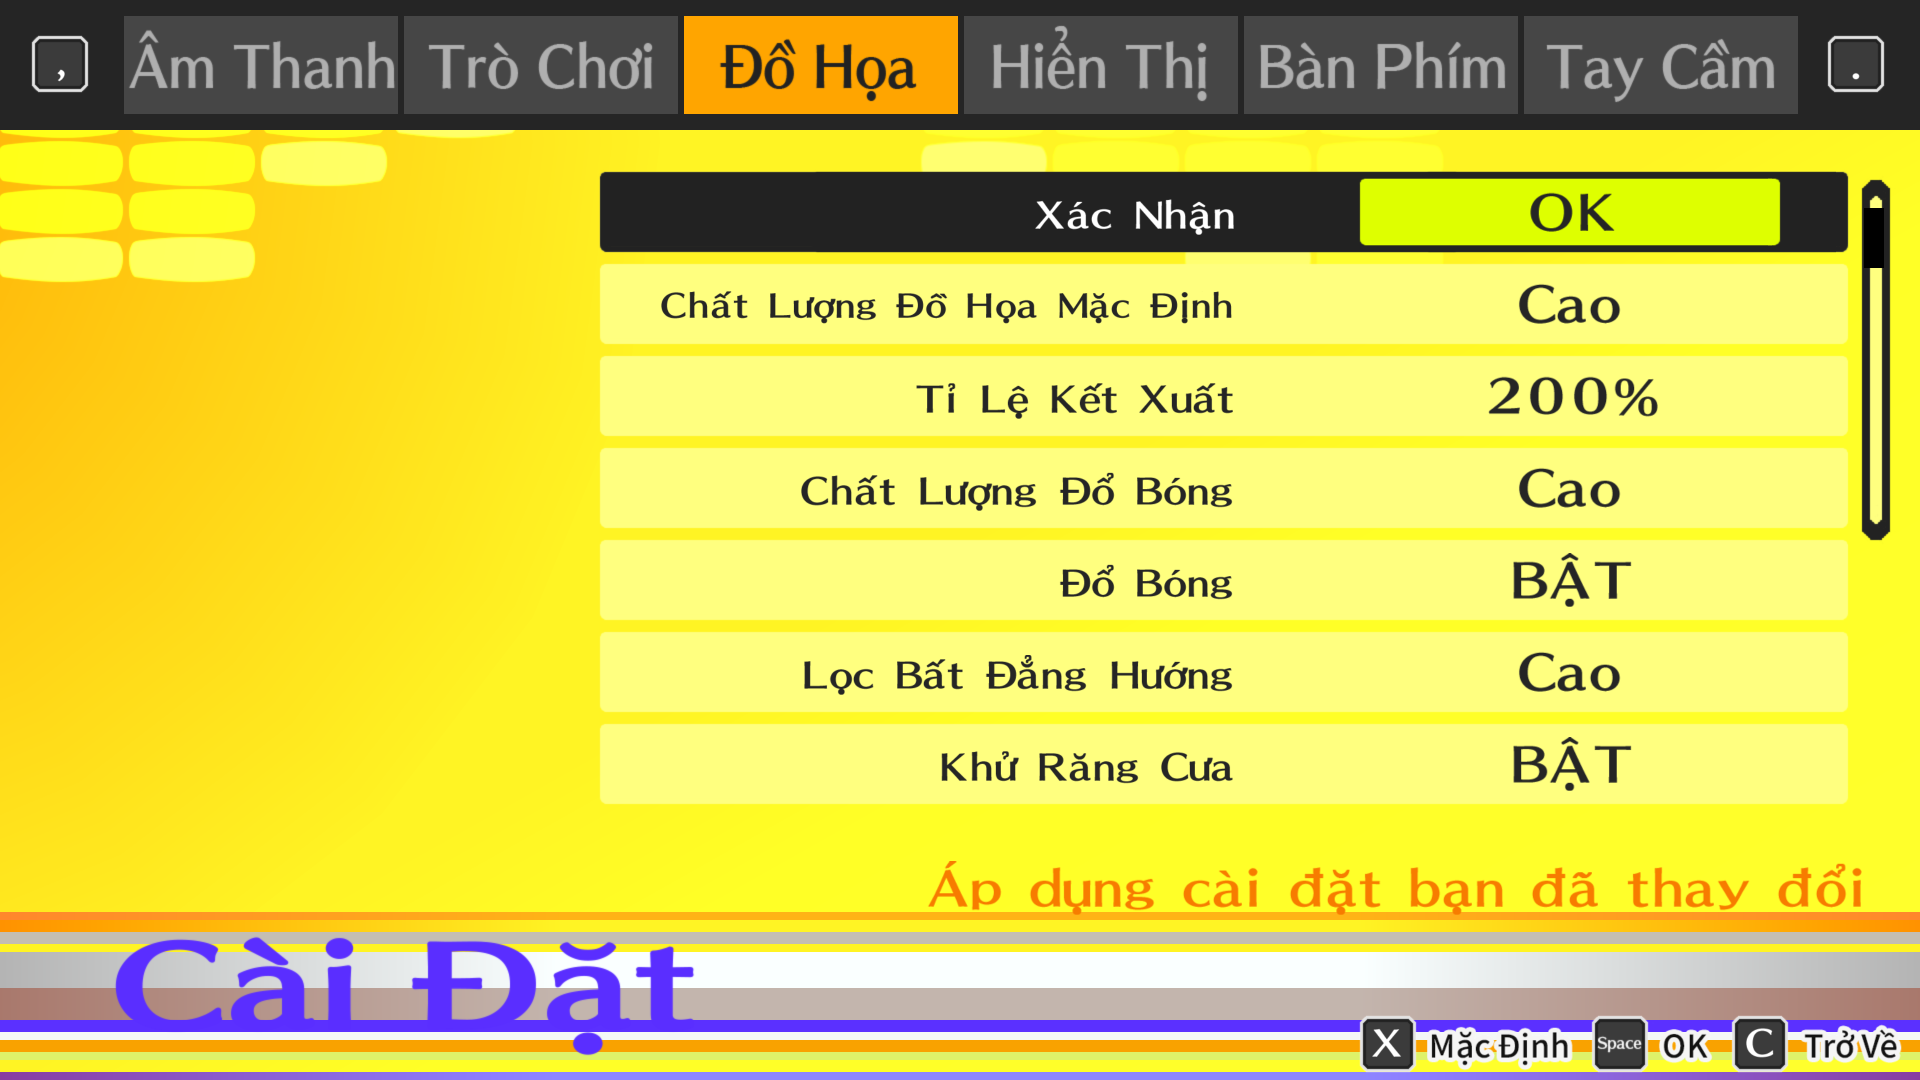 , Âm Thanh Trò Chơi Đồ Họa Hiển Thị Bàn Phím Tay Cầm .
Xác Nhận OK
Chất Lượng Đồ Họa Mặc Định Cao
Tỉ Lệ Kết Xuất 200%
Chất Lượng Đổ Bóng Cao
Đổ Bóng BẬT
Lọc Bất Đẳng Hướng Cao
Khử Răng Cưa BẬT
Áp dụng cài đặt bạn đã thay đổi
Cài Đặt
X Mặc Định Space OK C Trở Về